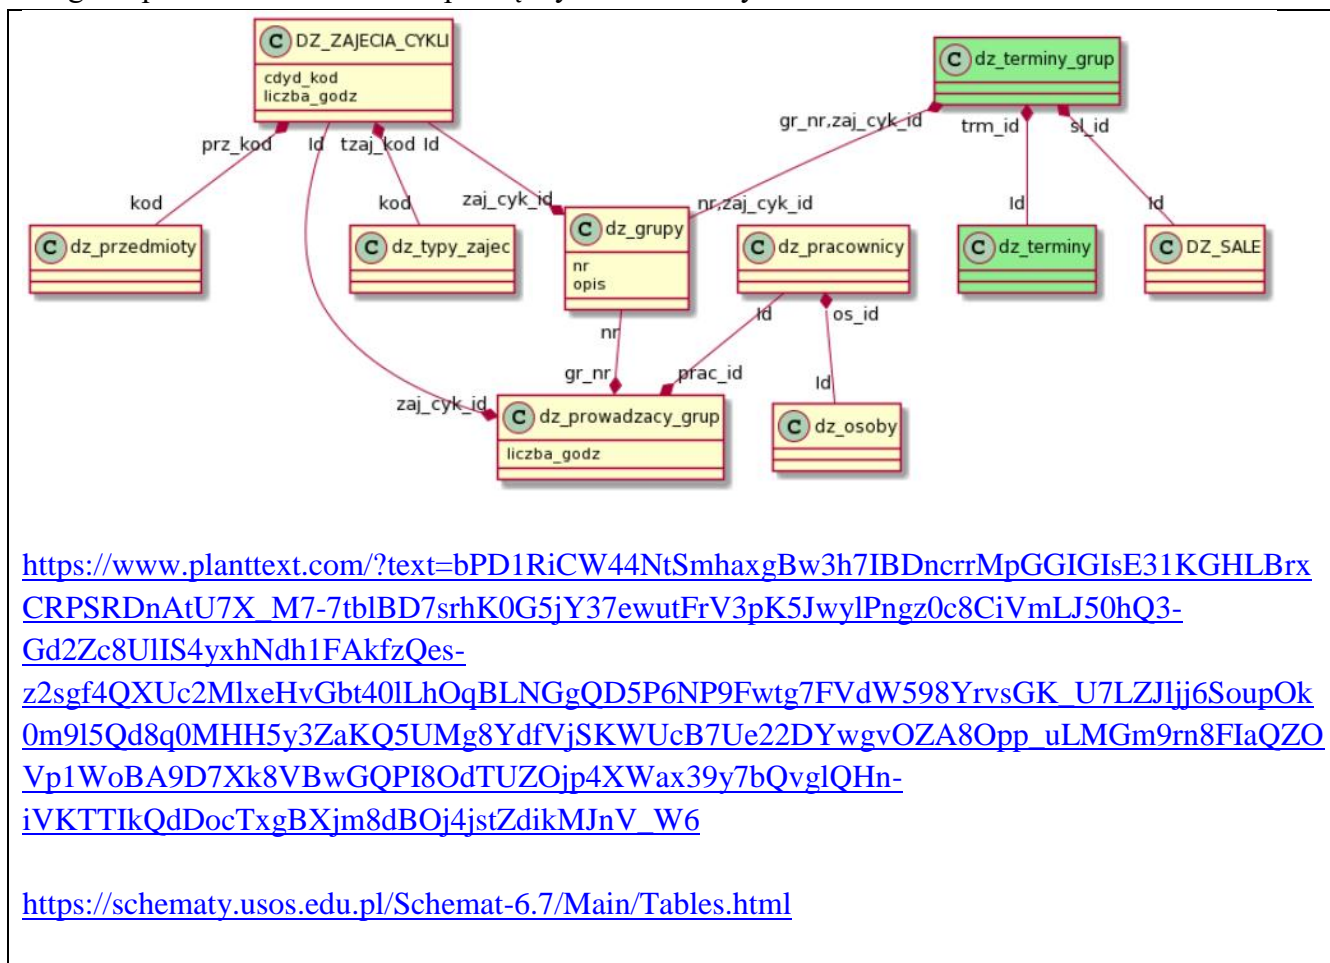 C DZ_ZAJECIA_CYKLI
cdyd_kod
liczba_godz
C dz_terminy_grup
prz_kod Id tzaj_kod Id
gr_nr,zaj_cyk_id trm_id sl_id
kod kod zaj_cyk_id nr,zaj_cyk_id Id Id
C dz_przedmioty
C dz_typy_zajec
C dz_grupy
nr
opis
C dz_pracownicy
C dz_terminy
C DZ_SALE
nr Id os_id
gr_nr prac_id Id
zaj_cyk_id
C dz_prowadzacy_grup
liczba_godz
C dz_osoby
https://www.planttext.com/?text=bPD1RiCW44NtSmhaxgBw3h7IBDncrrMpGGIGIsE31KGHLBrx
CRPSRDnAtU7X_M7-7tblBD7srhK0G5jY37ewutFrV3pK5JwylPngz0c8CiVmLJ50hQ3-
Gd2Zc8UlIS4yxhNdh1FAkfzQes-
z2sgf4QXUc2MlxeHvGbt40lLhOqBLNGgQD5P6NP9Fwtg7FVdW598YrvsGK_U7LZJljj6SoupOk
0m9l5Qd8q0MHH5y3ZaKQ5UMg8YdfVjSKWUcB7Ue22DYwgvOZA8Opp_uLMGm9rn8FIaQZO
Vp1WoBA9D7Xk8VBwGQPI8OdTUZOjp4XWax39y7bQvglQHn-
iVKTTIkQdDocTxgBXjm8dBOj4jstZdikMJnV_W6
https://schematy.usos.edu.pl/Schemat-6.7/Main/Tables.html